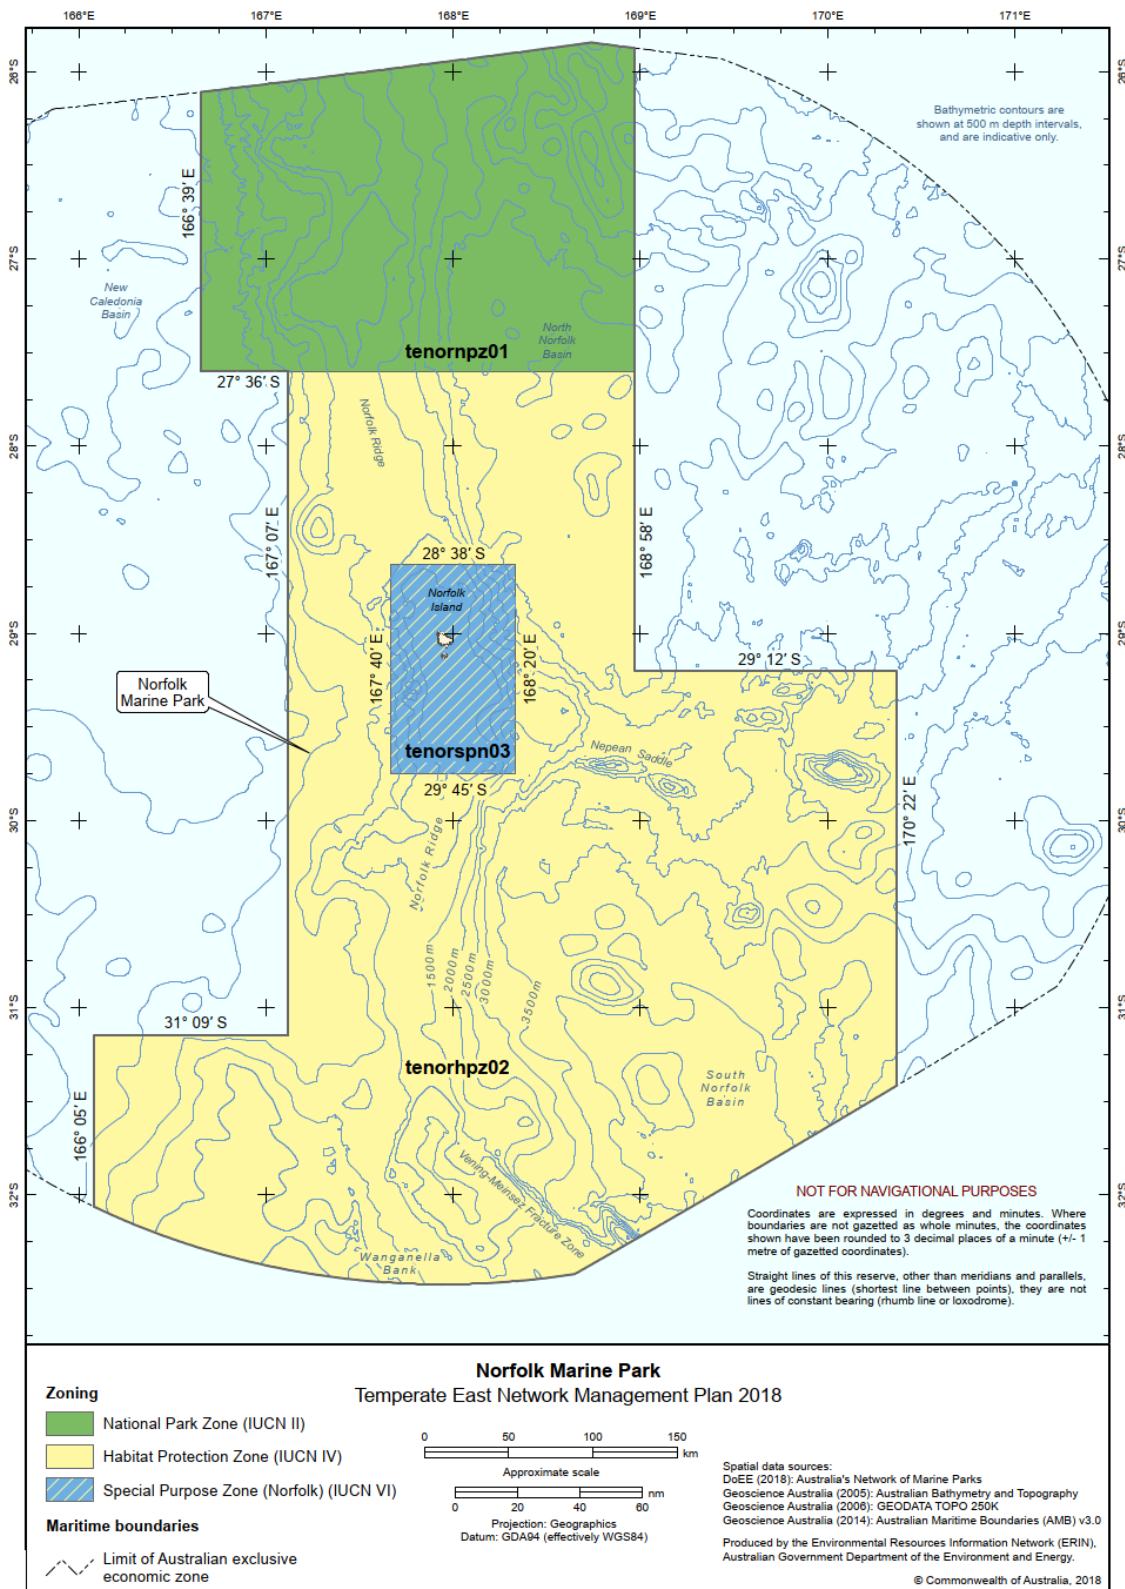 166°E
167°E
168°E
169°E
170°E
171°E
26°S
26°S
Bathymetric contours are
shown at 500 m depth intervals,
and are indicative only.
166° 39′ E
27°S
27°S
New
Caledonia
Basin
North
Norfolk
Basin
tenornpz01
27° 36′ S
Norfolk Ridge
28°S
28°S
167° 07′ E
168° 58′ E
28° 38′ S
Norfolk
Island
29°S
29°S
167° 40′ E
168° 20′ E
29° 12′ S
Norfolk
Marine Park
tenorspn03
Nepean Saddle
29° 45′ S
30°S
30°S
170° 22′ E
Norfolk Ridge
1500m
2000m
2500m
3000m
3500m
31°S
31°S
31° 09′ S
tenorhpz02
South
Norfolk
Basin
166° 05′ E
Vening-Meinsez Fracture Zone
32°S
32°S
Wanganella
Bank
NOT FOR NAVIGATIONAL PURPOSES
Coordinates are expressed in degrees and minutes. Where
boundaries are not gazetted as whole minutes, the coordinates
shown have been rounded to 3 decimal places of a minute (+/- 1
metre of gazetted coordinates).
Straight lines of this reserve, other than meridians and parallels,
are geodesic lines (shortest line between points), they are not
lines of constant bearing (rhumb line or loxodrome).
Norfolk Marine Park
Temperate East Network Management Plan 2018
Zoning
National Park Zone (IUCN II)
Habitat Protection Zone (IUCN IV)
Special Purpose Zone (Norfolk) (IUCN VI)
Maritime boundaries
Limit of Australian exclusive
economic zone
0 50 100 150
km
Approximate scale
nm
0 20 40 60
Projection: Geographics
Datum: GDA94 (effectively WGS84)
Spatial data sources:
DoEE (2018): Australia's Network of Marine Parks
Geoscience Australia (2005): Australian Bathymetry and Topography
Geoscience Australia (2006): GEODATA TOPO 250K
Geoscience Australia (2014): Australian Maritime Boundaries (AMB) v3.0
Produced by the Environmental Resources Information Network (ERIN),
Australian Government Department of the Environment and Energy.
© Commonwealth of Australia, 2018